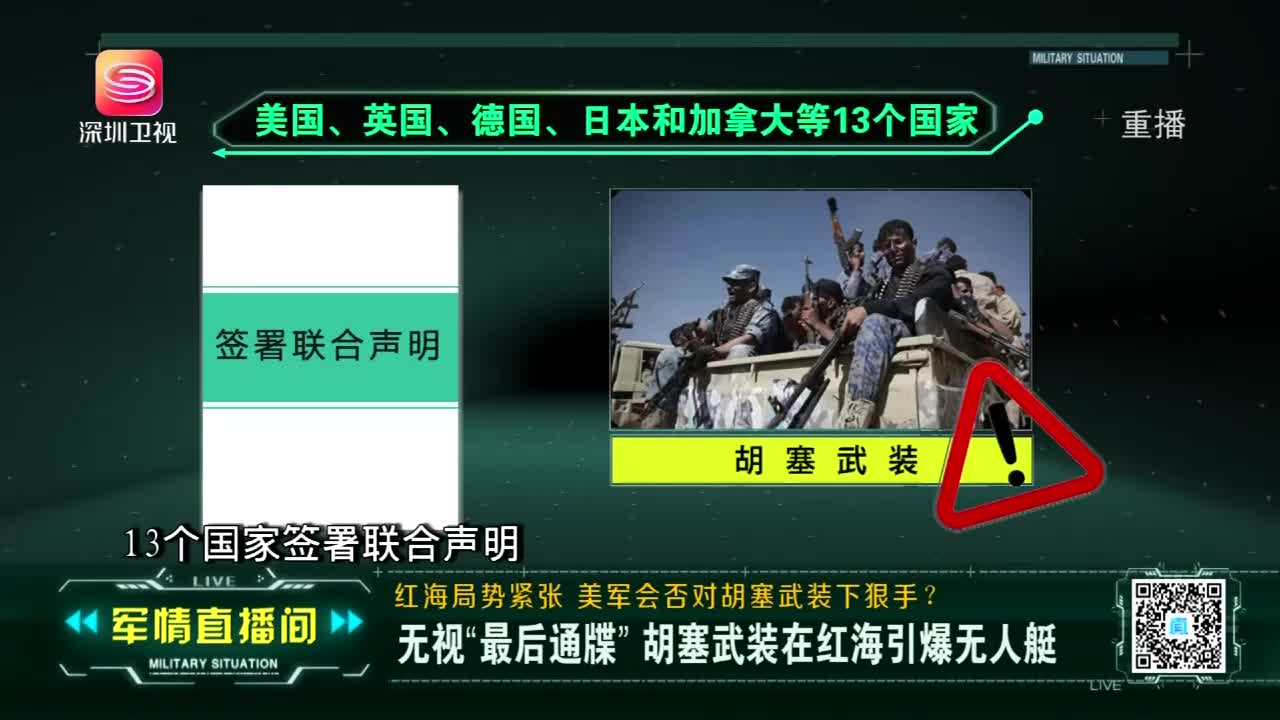 MILITARY SITUATION
深圳卫视
美国、英国、德国、日本和加拿大等13个国家
重播
签署联合声明
胡塞武装
13个国家签署联合声明
LIVE
军情直播间
MILITARY SITUATION
红海局势紧张 美军会否对胡塞武装下狠手？
无视“最后通牒” 胡塞武装在红海引爆无人艇
直
LIVE